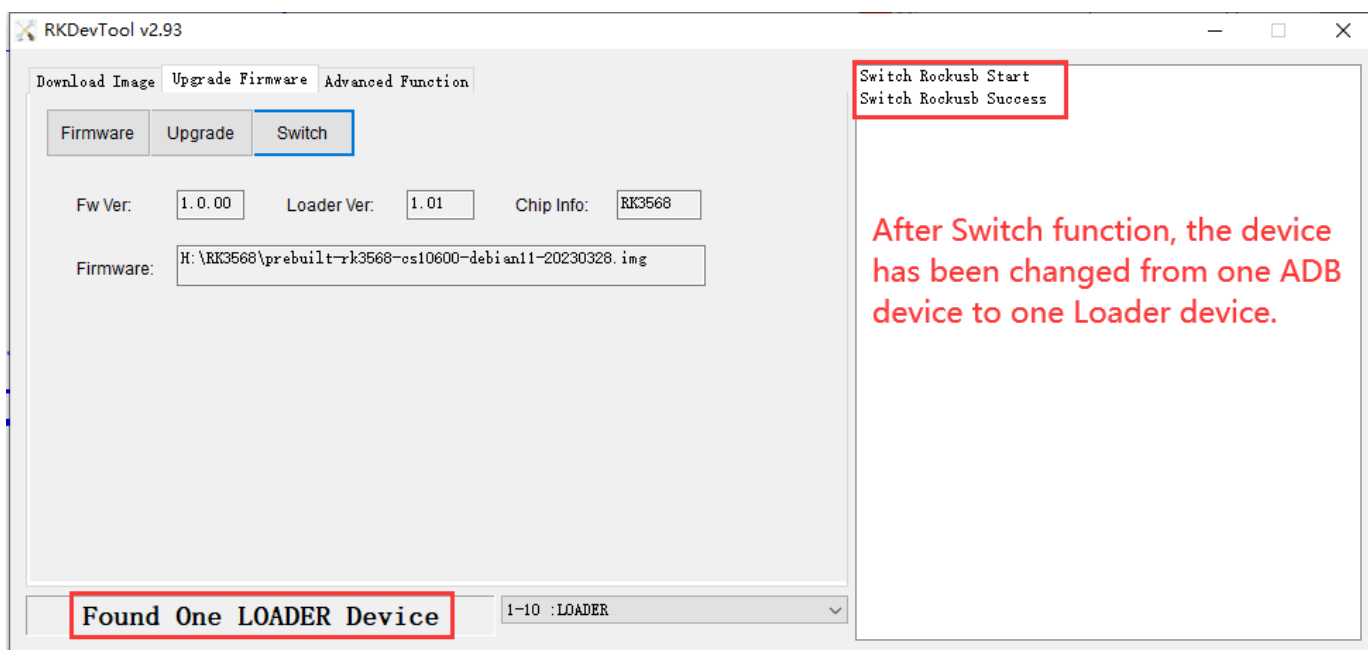 RKDevTool v2.93
Download Image Upgrade Firmware Advanced Function
Firmware Upgrade Switch
Fw Ver: 1.0.00 Loader Ver: 1.01 Chip Info: RK3568
Firmware: H:\RK3568\prebuilt-rk3568-cs10600-debian11-20230328.img
Found One LOADER Device 1-10 :LOADER
Switch Rockusb Start
Switch Rockusb Success
After Switch function, the device
has been changed from one ADB
device to one Loader device.